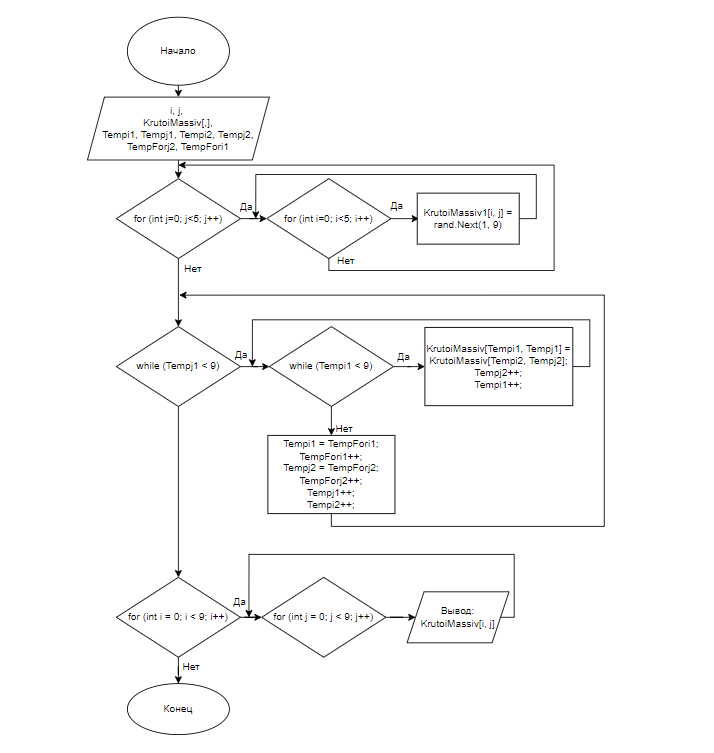 Начало
i, j,
KrutoiMassiv[,],
Tempi1, Tempj1, Tempi2, Tempj2,
TempForj2, TempFori1
for (int j=0; j<5; j++)
Да
for (int i=0; i<5; i++)
Да
KrutoiMassiv1[i, j] =
rand.Next(1, 9)
Нет
Нет
while (Tempj1 < 9)
Да
while (Tempi1 < 9)
Да
KrutoiMassiv[Tempi1, Tempj1] =
KrutoiMassiv[Tempi2, Tempj2];
Tempj2++;
Tempi1++;
Нет
Tempi1 = TempFori1;
TempFori1++;
Tempj2 = TempForj2;
TempForj2++;
Tempj1++;
Tempi2++;
for (int i = 0; i < 9; i++)
Да
for (int j = 0; j < 9; j++)
Вывод:
KrutoiMassiv[i, j]
Нет
Конец